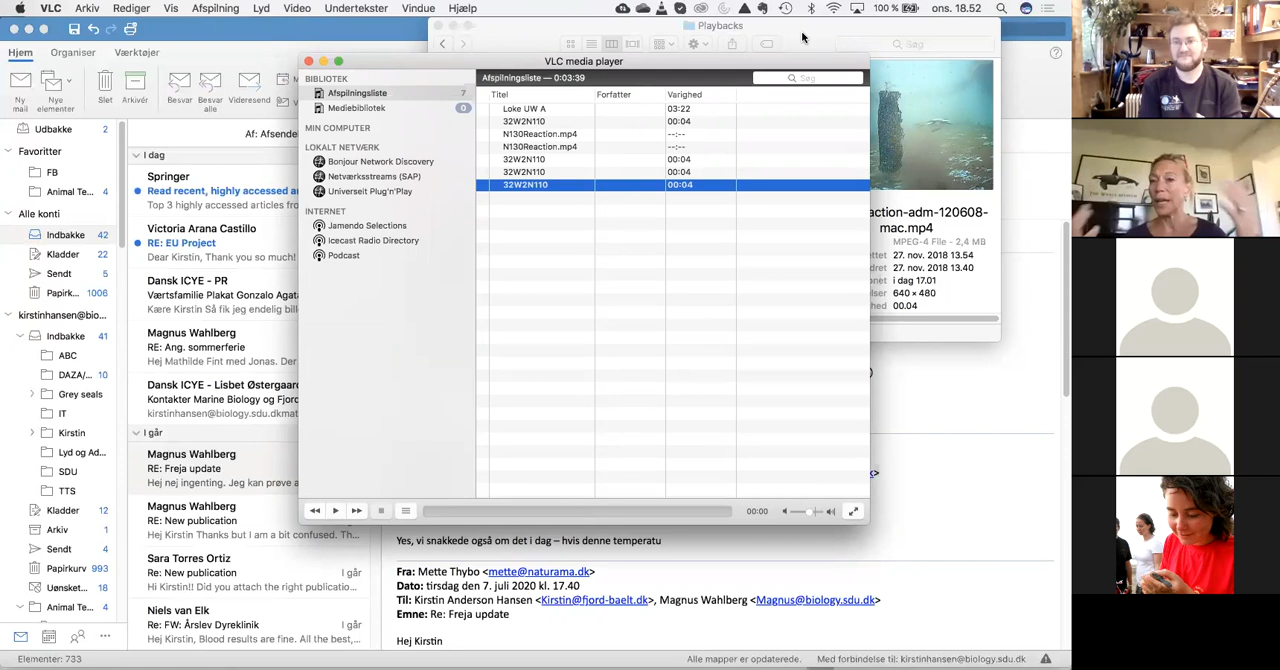 VLC Arkiv Rediger Vis Afspilning Lyd Video Undertekster Vindue Hjælp 100 % ons. 18.52
Playbacks
Hjem Organiser Værktøjer
Søg
VLC media player
Ny mail
Nye elementer
Slet
Arkivér
Besvar
Besvar alle
Videresend
BIBLIOTEK
Afspilningsliste 7
Mediebibliotek 0
MIN COMPUTER
LOKALT NETVÆRK
Bonjour Network Discovery
Netværksstreams (SAP)
Universelt Plug'n'Play
INTERNET
Jamendo Selections
Icecast Radio Directory
Podcast
Afspilningsliste — 0:03:39
Søg
Titel Forfatter Varighed
Loke UW A 03:22
32W2N110 00:04
N130Reaction.mp4 --:--
N130Reaction.mp4 --:--
32W2N110 00:04
32W2N110 00:04
32W2N110 00:04
00:00
action-adm-120608-
mac.mp4
MPEG-4 File - 2,4 MB
27. nov. 2018 13.54
27. nov. 2018 13.40
i dag 17.01
640 × 480
00.04
Udbakke 2
Favoritter
FB
Animal Te... 4
Alle konti
Indbakke 42
Kladder 22
Sendt 5
Papirk... 1006
kirstinhansen@bio...
Indbakke 41
ABC
DAZA/... 10
Grey seals
IT
Kirstin
Lyd og Ad...
SDU
TTS
Kladder 12
Arkiv 1
Sendt 3
Papirkurv 993
Uønsket... 18
Animal Te... 4
Af: Afsende
I dag
Springer
Read recent, highly accessed a
Top 3 highly accessed articles from
Victoria Arana Castillo
RE: EU Project
Dear Kirstin, Thank you so much!
Dansk ICYE - PR
Værtsfamilie Plakat Gonzalo Agata
Kære Kirstin Så fik jeg endelig bil
Magnus Wahlberg
RE: Ang. sommerferie
Hej Mathilde Fint med Jonas. Der
Dansk ICYE - Lisbet Østergaar
Kontakter Marine Biology og Fjor
kirstinhansen@biology.sdu.dkmat
I går
Magnus Wahlberg
RE: Freja update
Hej nej ingenting. Jeg kan prøve a
Magnus Wahlberg
RE: New publication
Hi Kirstin Thanks but I am a bit confused. Th
Sara Torres Ortiz
Re: New publication I går
Hi Kirstin!! Did you attach the right publicatio
Niels van Elk
Re: FW: Årslev Dyreklinik I går
Hej Kirstin, Blood results are fine. All the best,...
Yes, vi snakkede også om det i dag – hvis denne temperatu
Fra: Mette Thybo <mette@naturama.dk>
Dato: tirsdag den 7. juli 2020 kl. 17.40
Til: Kirstin Anderson Hansen <Kirstin@fjord-baelt.dk>, Magnus Wahlberg <Magnus@biology.sdu.dk>
Emne: Re: Freja update
Hej Kirstin
Elementer: 733
Alle mapper er opdaterede. Med forbindelse til: kirstinhansen@biology.sdu.dk